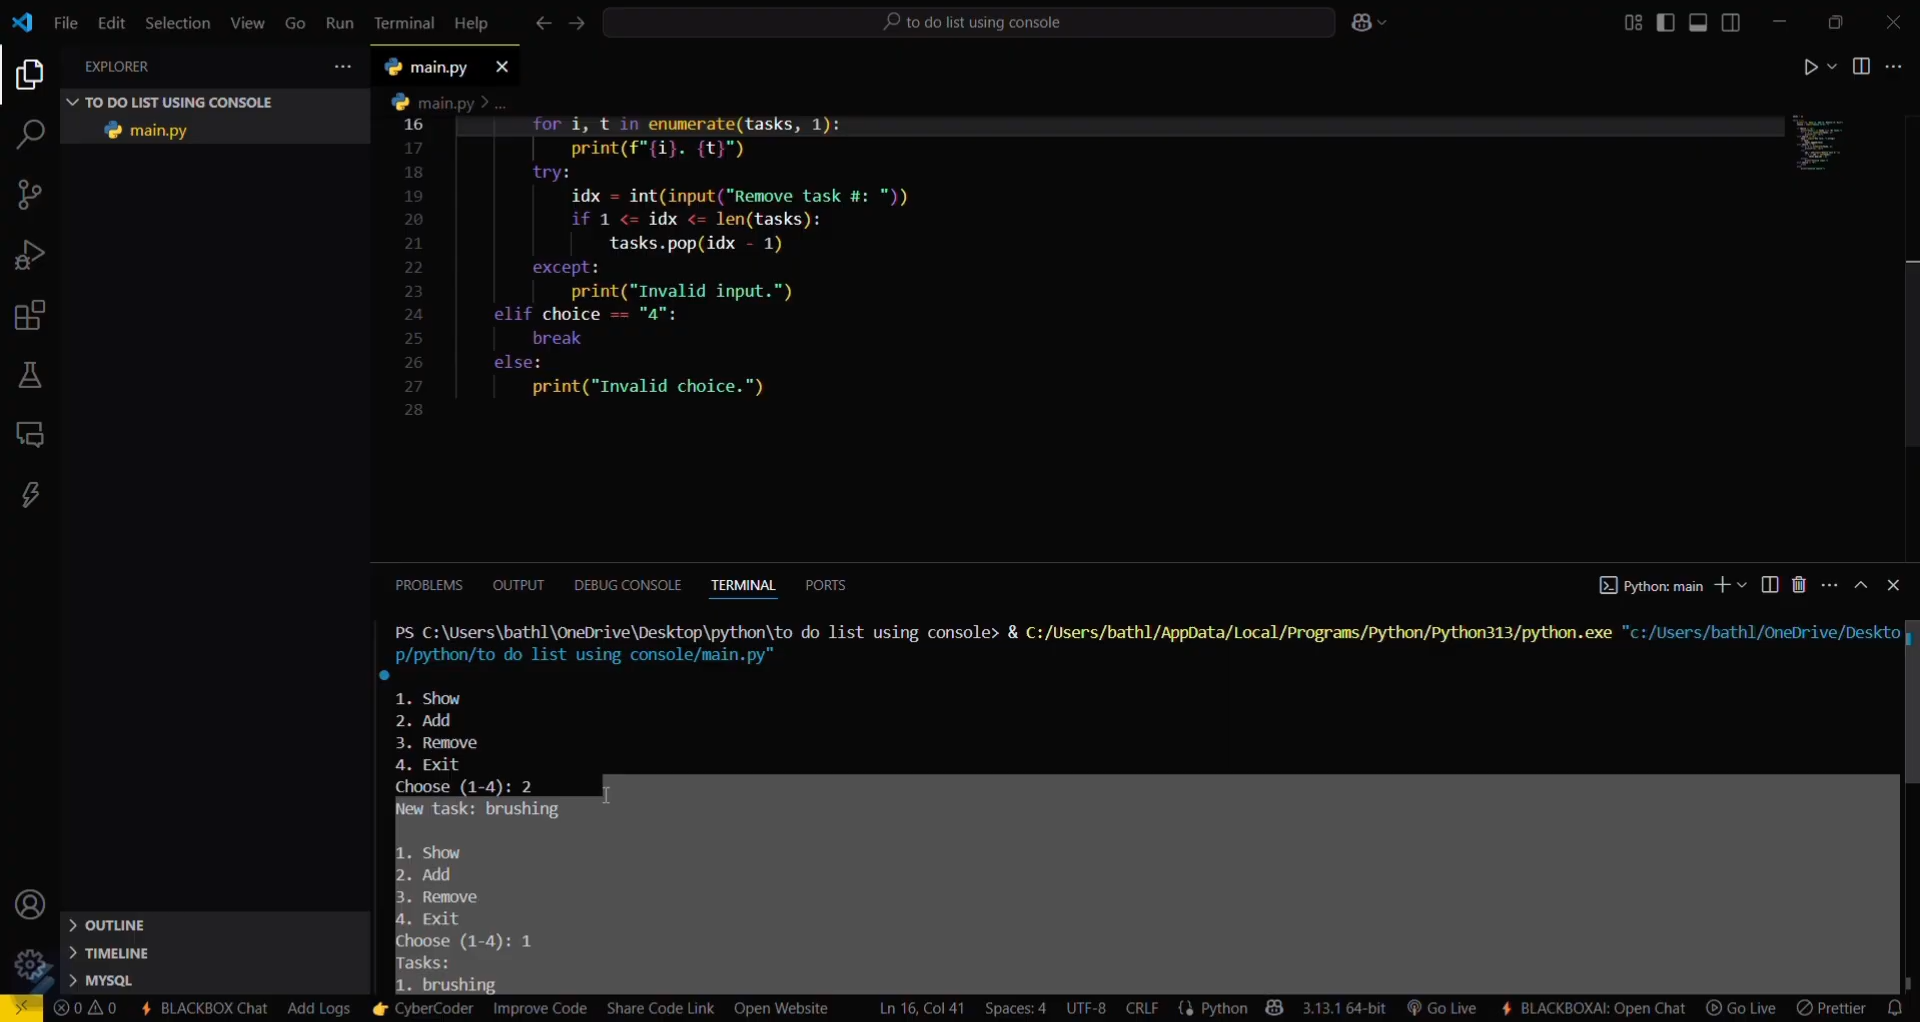 File Edit Selection View Go Run Terminal Help
to do list using console
EXPLORER
TO DO LIST USING CONSOLE
main.py
main.py
main.py > ...
16 for i, t in enumerate(tasks, 1):
17 print(f"{i}. {t}")
18 try:
19 idx = int(input("Remove task #: "))
20 if 1 <= idx <= len(tasks):
21 tasks.pop(idx - 1)
22 except:
23 print("Invalid input.")
24 elif choice == "4":
25 break
26 else:
27 print("Invalid choice.")
28
PROBLEMS OUTPUT DEBUG CONSOLE TERMINAL PORTS
Python: main
PS C:\Users\bathl\OneDrive\Desktop\python\to do list using console> & C:/Users/bathl/AppData/Local/Programs/Python/Python313/python.exe "c:/Users/bathl/OneDrive/Deskto
p/python/to do list using console/main.py"
1. Show
2. Add
3. Remove
4. Exit
Choose (1-4): 2
New task: brushing
1. Show
2. Add
3. Remove
4. Exit
Choose (1-4): 1
Tasks:
1. brushing
OUTLINE
TIMELINE
MYSQL
0 0 BLACKBOX Chat Add Logs CyberCoder Improve Code Share Code Link Open Website Ln 16, Col 41 Spaces: 4 UTF-8 CRLF {} Python 3.13.1 64-bit Go Live BLACKBOXAI: Open Chat Go Live Prettier